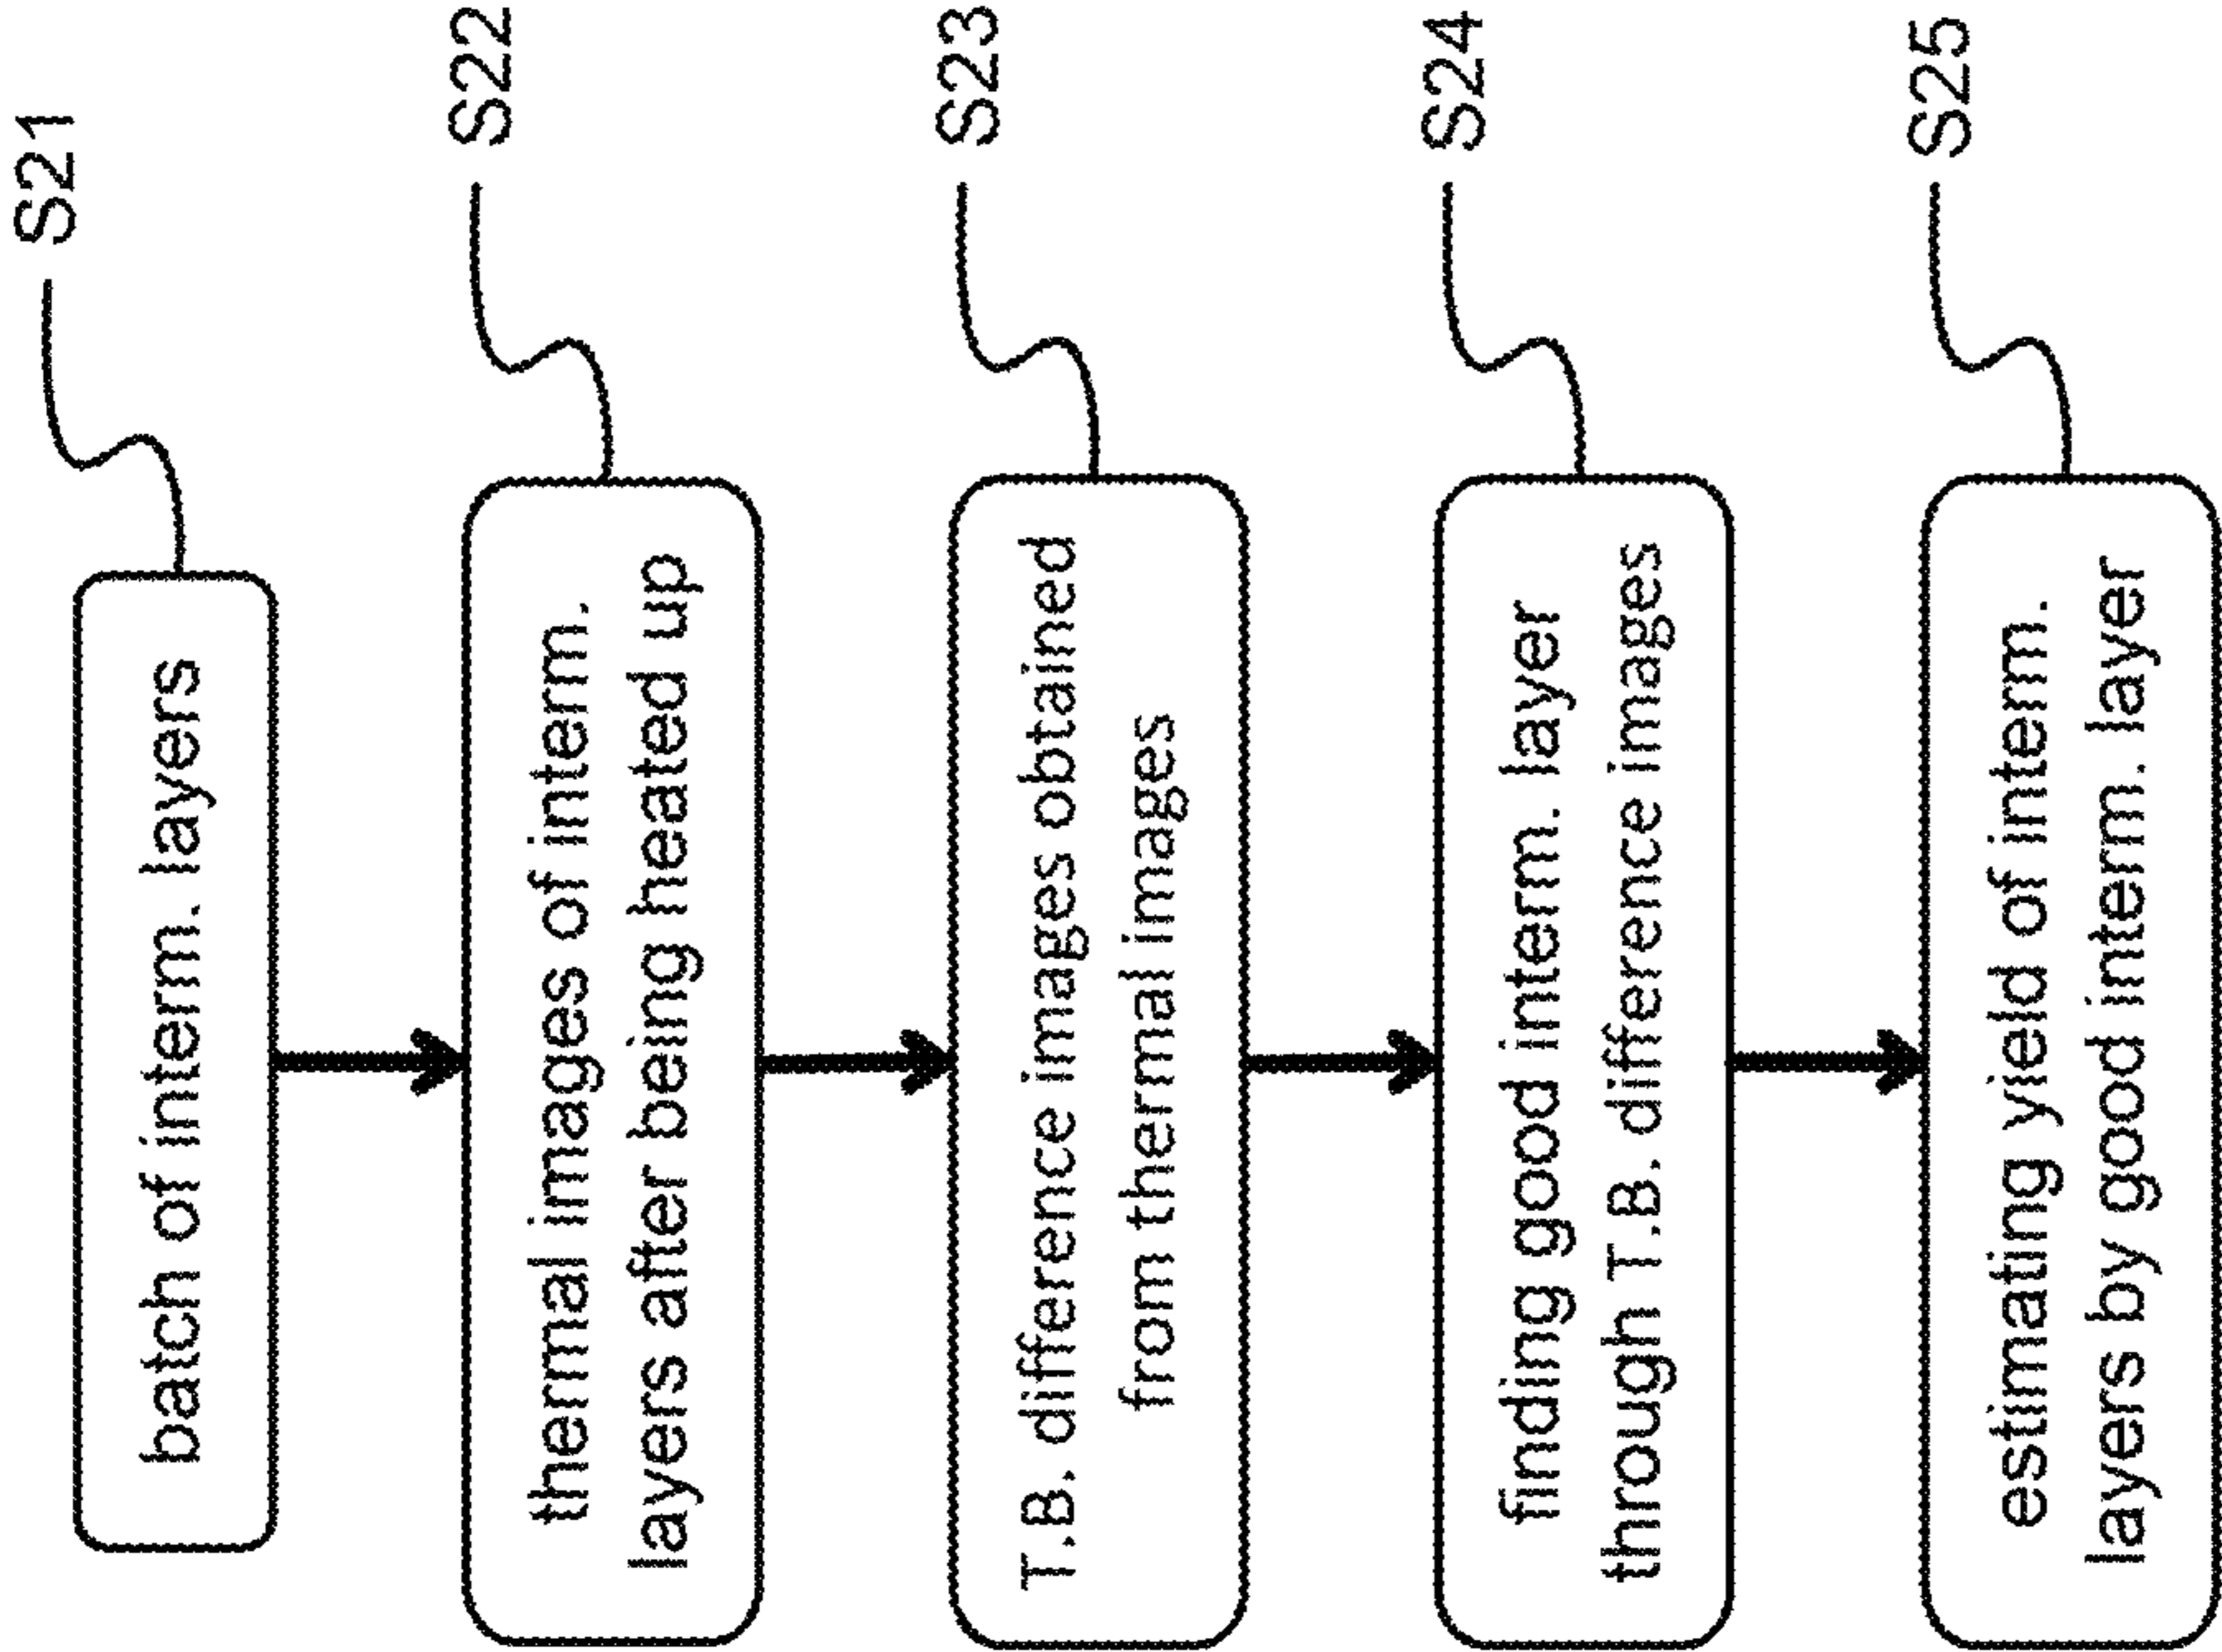 batch of interm. layers
S21
thermal images of interm.
layers after being heated up
S22
T.B. difference images obtained
from thermal images
S23
finding good interm. layer
through T.B. difference images
S24
estimating yield of interm.
layers by good interm. layer
S25